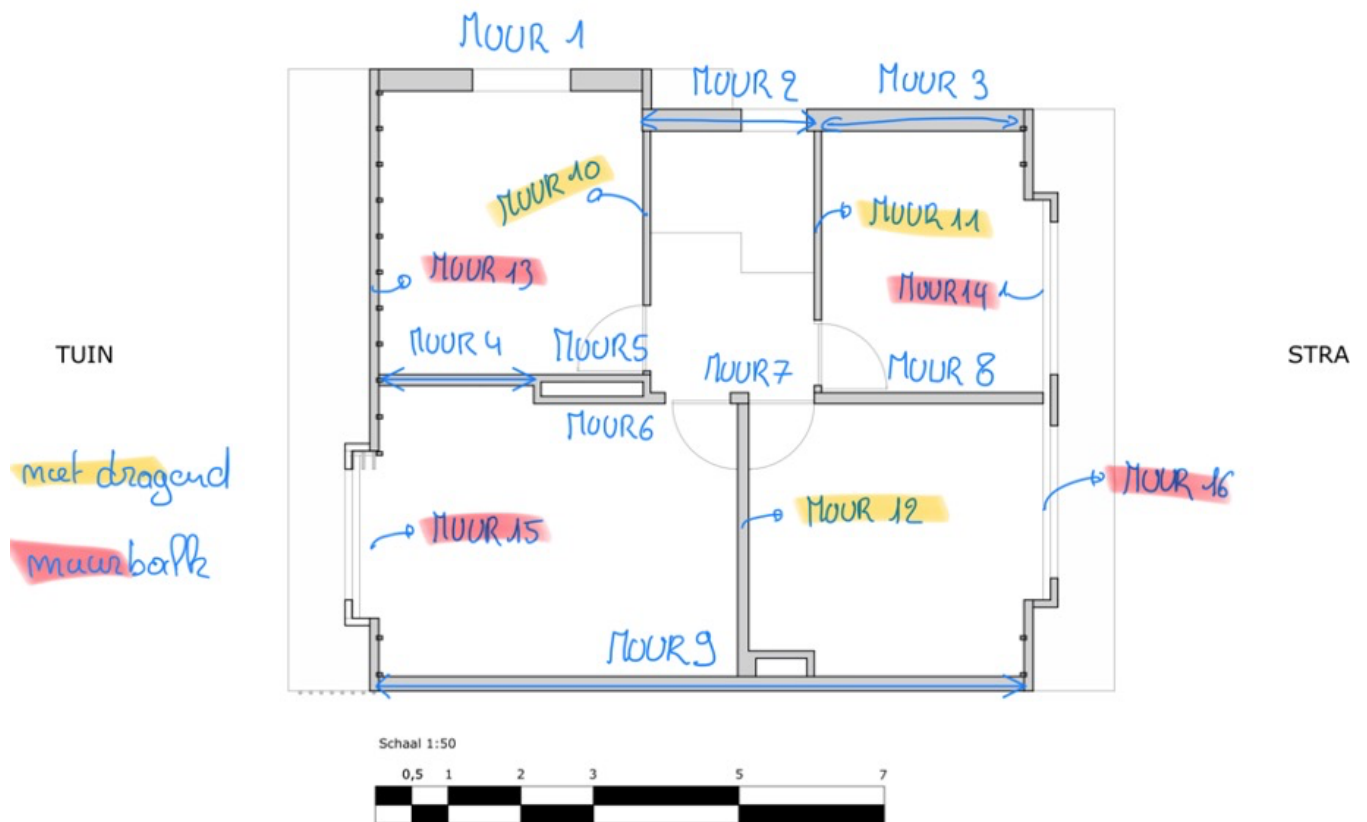 MUUR 1
MUUR 2
MUUR 3
MUUR 10
MUUR 11
MUUR 13
MUUR 14
TUIN
STRA
MUUR 4
MUUR 5
MUUR 7
MUUR 8
MUUR 6
niet dragend
MUUR 16
MUUR 12
MUUR 15
muurbalk
MUUR 9
Schaal 1:50
0,5 1 2 3 5 7